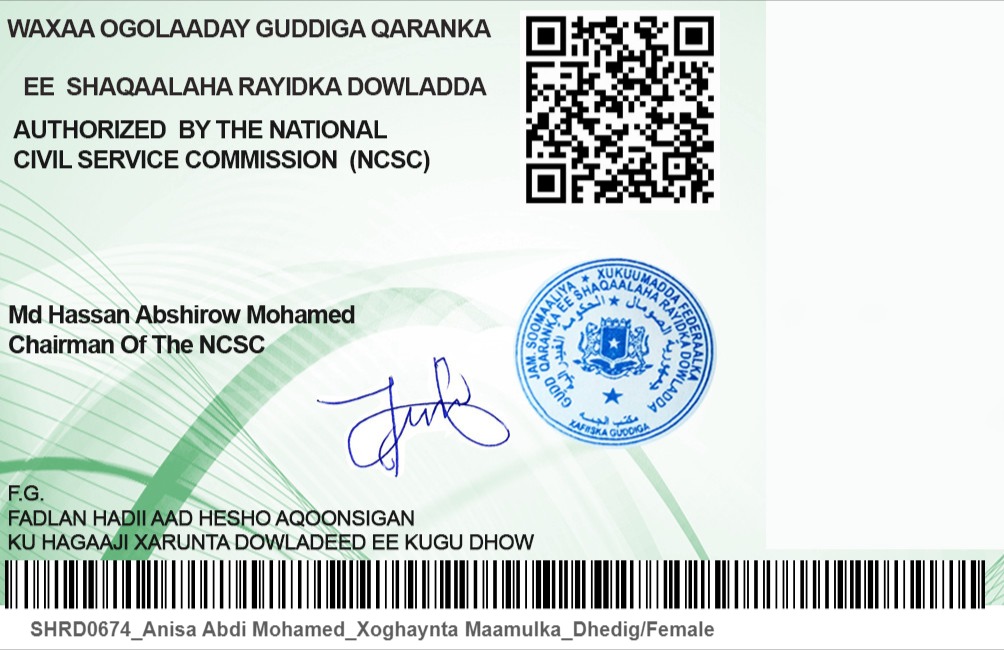 WAXAA OGOLAADAY GUDDIGA QARANKA
EE SHAQAALAHA RAYIDKA DOWLADDA
AUTHORIZED BY THE NATIONAL
CIVIL SERVICE COMMISSION (NCSC)
Md Hassan Abshirow Mohamed
Chairman Of The NCSC
JAM. SOOMAALIYA ★ XUKUUMADDA FEDERAALKA
GUDD QARANKA EE SHAQAALAHA RAYIDKA DOWLADDA
XAFIISKA GUDDIGA
F.G.
FADLAN HADII AAD HESHO AQOONSIGAN
KU HAGAAJI XARUNTA DOWLADEED EE KUGU DHOW
SHRD0674_Anisa Abdi Mohamed_Xoghaynta Maamulka_Dhedig/Female